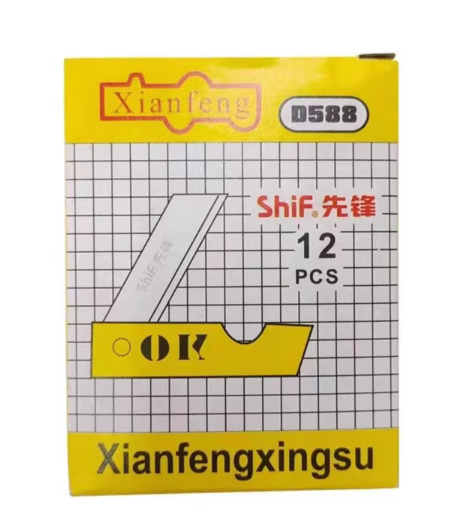 Xianfeng
D588
ShiF® 先锋
12
PCS
ShiF.先锋
OK
Xianfengxingsu